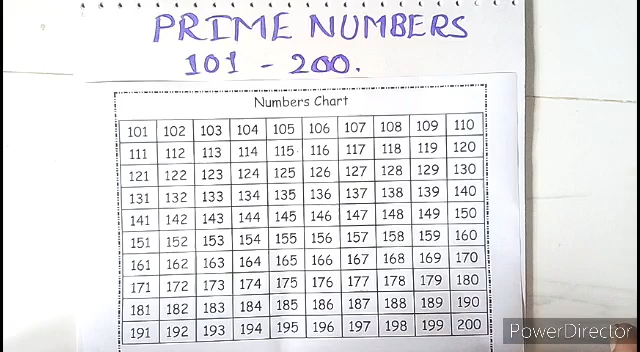 PRIME NUMBERS
101 - 200.
Numbers Chart
101 102 103 104 105 106 107 108 109 110
111 112 113 114 115 116 117 118 119 120
121 122 123 124 125 126 127 128 129 130
131 132 133 134 135 136 137 138 139 140
141 142 143 144 145 146 147 148 149 150
151 152 153 154 155 156 157 158 159 160
161 162 163 164 165 166 167 168 169 170
171 172 173 174 175 176 177 178 179 180
181 182 183 184 185 186 187 188 189 190
191 192 193 194 195 196 197 198 199 200
PowerDirector